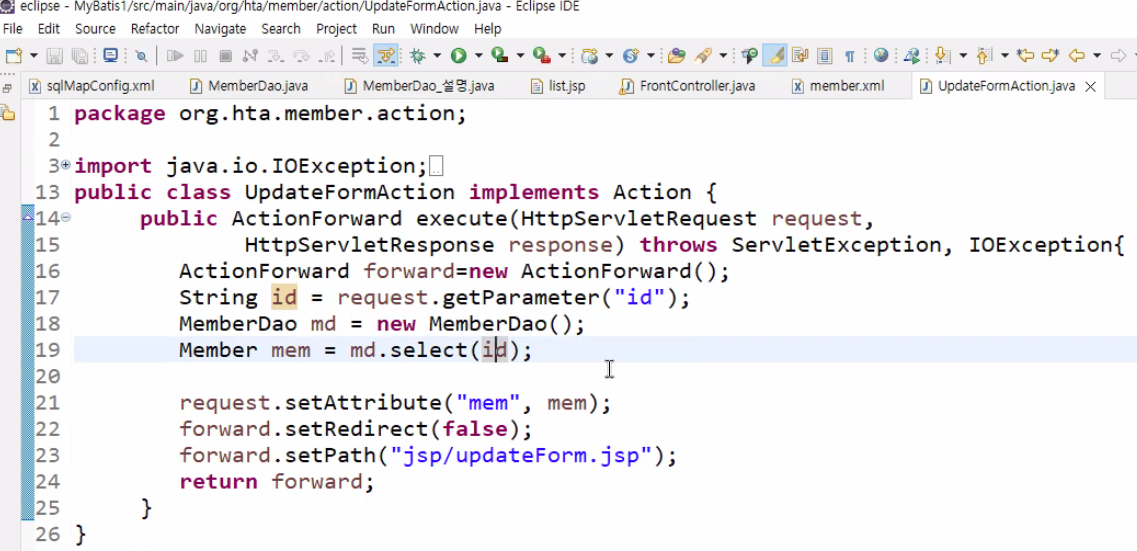 eclipse - MyBatis1/src/main/java/org/hta/member/action/UpdateFormAction.java - Eclipse IDE
File Edit Source Refactor Navigate Search Project Run Window Help
sqlMapConfig.xml MemberDao.java MemberDao_설명.java list.jsp FrontController.java member.xml UpdateFormAction.java
1 package org.hta.member.action;
2
3 import java.io.IOException;
13 public class UpdateFormAction implements Action {
14 public ActionForward execute(HttpServletRequest request,
15 HttpServletResponse response) throws ServletException, IOException{
16 ActionForward forward=new ActionForward();
17 String id = request.getParameter("id");
18 MemberDao md = new MemberDao();
19 Member mem = md.select(id);
20
21 request.setAttribute("mem", mem);
22 forward.setRedirect(false);
23 forward.setPath("jsp/updateForm.jsp");
24 return forward;
25 }
26 }